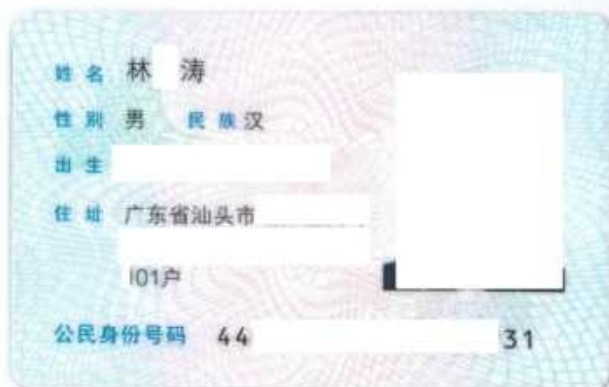 姓名 林 涛
性别 男 民族 汉
出生
住址 广东省汕头市
101户
公民身份号码 44 31